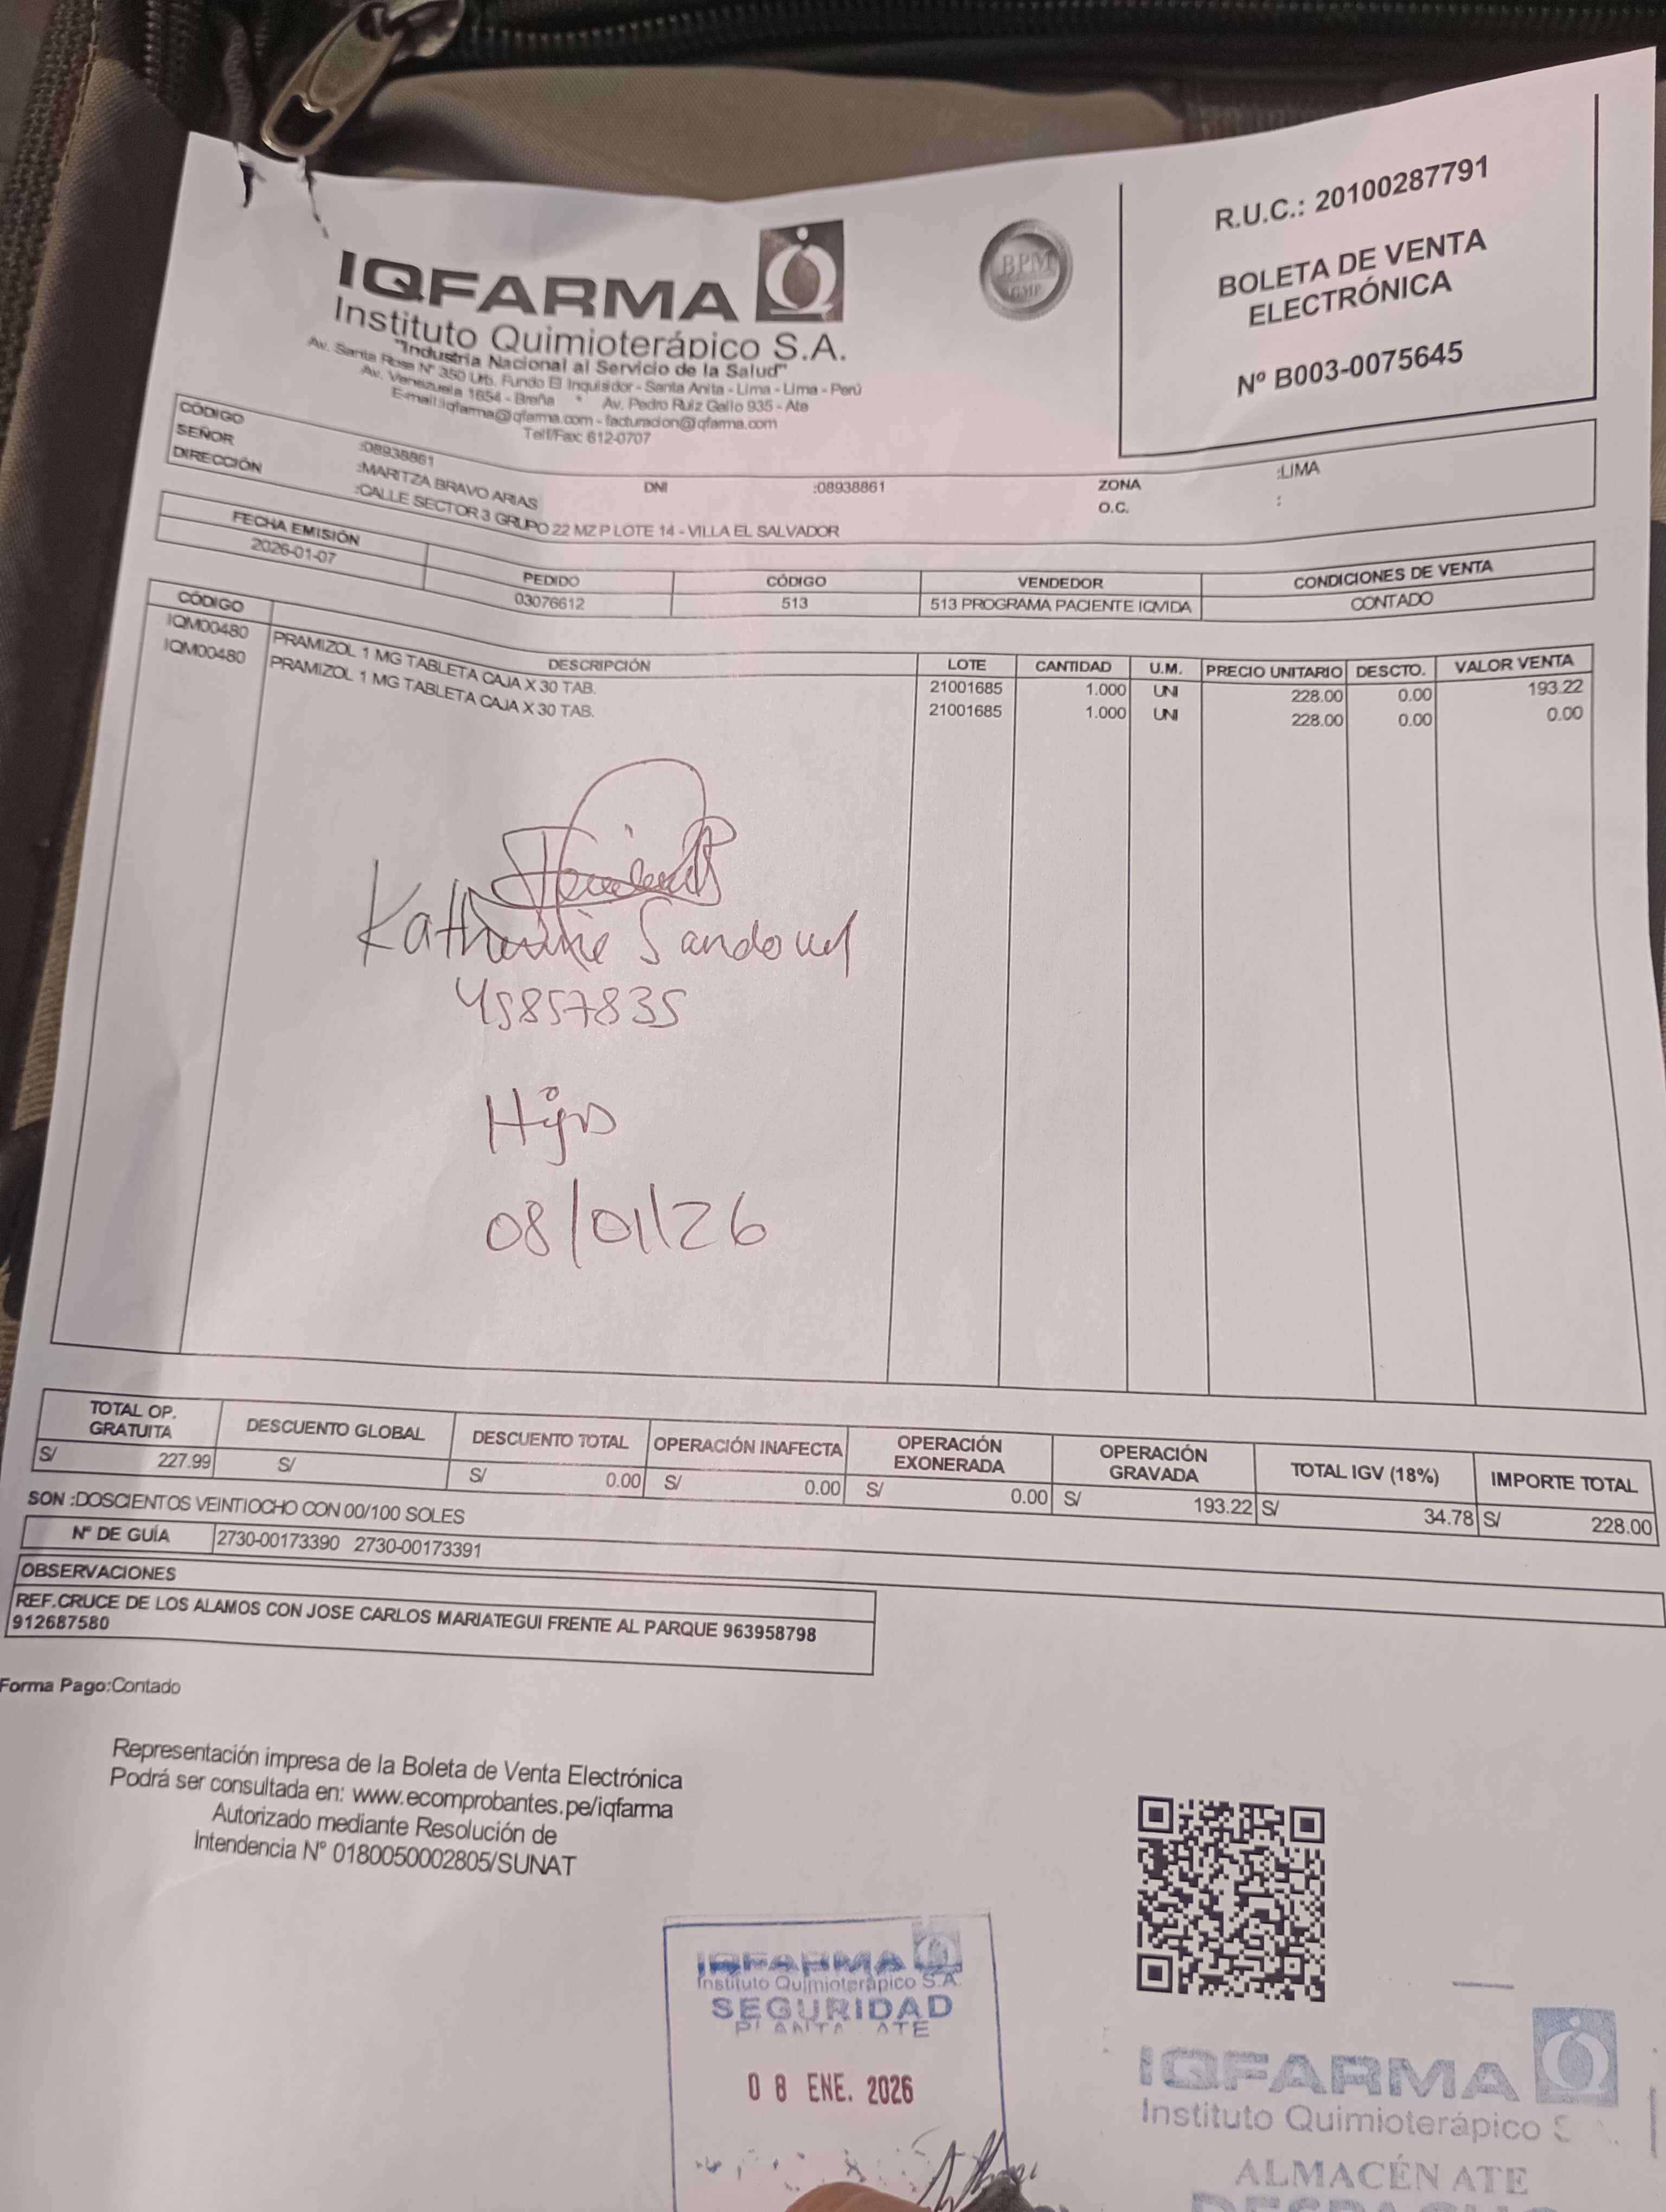 IQFARMA
Instituto Quimioterápico S.A.
"Industria Nacional al Servicio de la Salud"
Av. Santa Rosa N° 350 Urb. Fundo El Inquisidor - Santa Anita - Lima - Lima - Perú
Av. Venezuela 1654 - Breña * Av. Pedro Ruiz Gallo 935 - Ate
E-mail:iqfarma@iqfarma.com - facturacion@iqfarma.com
Telf/Fax: 612-0707
BPM
GMP
R.U.C.: 20100287791
BOLETA DE VENTA
ELECTRÓNICA
Nº B003-0075645
CÓDIGO :08938861
SEÑOR :MARITZA BRAVO ARIAS DNI :08938861 ZONA :LIMA
DIRECCIÓN :CALLE SECTOR 3 GRUPO 22 MZ P LOTE 14 - VILLA EL SALVADOR O.C. :
FECHA EMISIÓN PEDIDO CÓDIGO VENDEDOR CONDICIONES DE VENTA
2026-01-07 03076612 513 513 PROGRAMA PACIENTE IQVIDA CONTADO
CÓDIGO DESCRIPCIÓN LOTE CANTIDAD U.M. PRECIO UNITARIO DESCTO. VALOR VENTA
IQM00480 PRAMIZOL 1 MG TABLETA CAJA X 30 TAB. 21001685 1.000 UNI 228.00 0.00 193.22
IQM00480 PRAMIZOL 1 MG TABLETA CAJA X 30 TAB. 21001685 1.000 UNI 228.00 0.00 0.00
Katherine Sandoval
45857835
Hijo
08/01/26
TOTAL OP. GRATUITA DESCUENTO GLOBAL DESCUENTO TOTAL OPERACIÓN INAFECTA OPERACIÓN EXONERADA OPERACIÓN GRAVADA TOTAL IGV (18%) IMPORTE TOTAL
S/ 227.99 S/ S/ 0.00 S/ 0.00 S/ 0.00 S/ 193.22 S/ 34.78 S/ 228.00
SON :DOSCIENTOS VEINTIOCHO CON 00/100 SOLES
Nº DE GUÍA 2730-00173390 2730-00173391
OBSERVACIONES
REF.CRUCE DE LOS ALAMOS CON JOSE CARLOS MARIATEGUI FRENTE AL PARQUE 963958798
912687580
Forma Pago:Contado
Representación impresa de la Boleta de Venta Electrónica
Podrá ser consultada en: www.ecomprobantes.pe/iqfarma
Autorizado mediante Resolución de
Intendencia N° 0180050002805/SUNAT
IQFARMA
Instituto Quimioterápico S.A.
SEGURIDAD
PLANTA ATE
08 ENE. 2026
IQFARMA
Instituto Quimioterápico S
ALMACÉN ATE